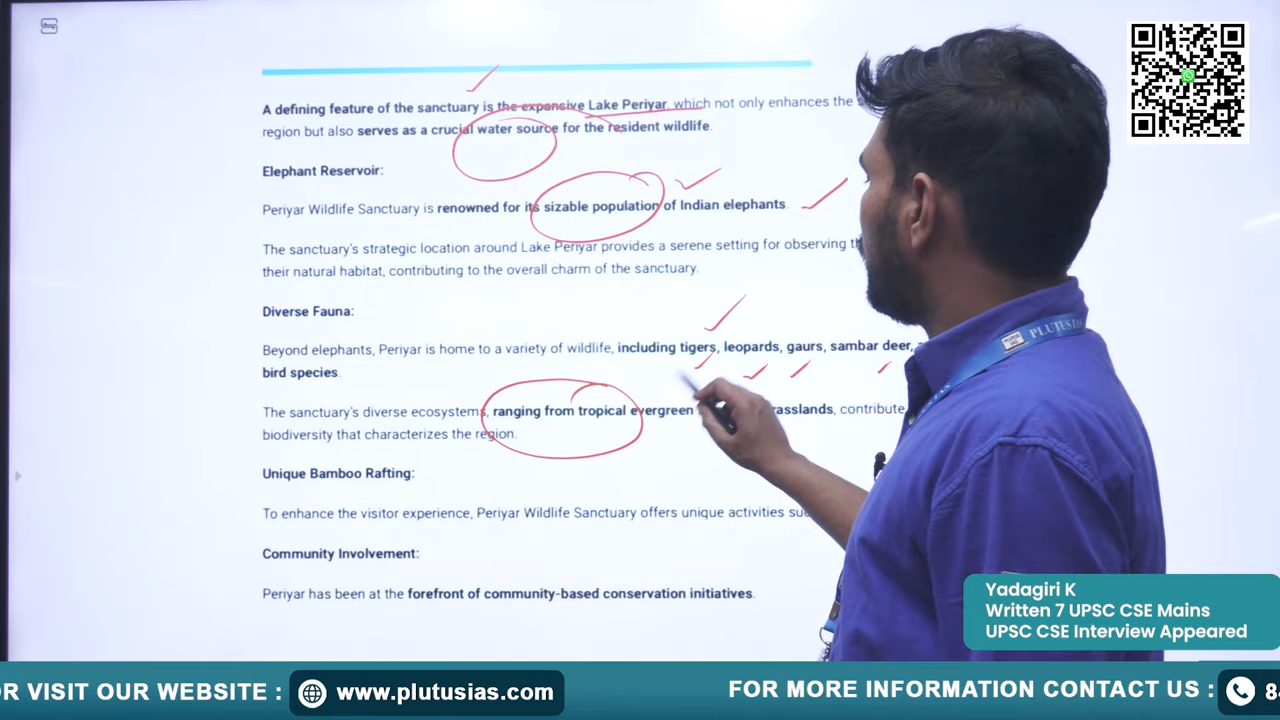 A defining feature of the sanctuary is the expansive Lake Periyar, which not only enhances the
region but also serves as a crucial water source for the resident wildlife.
Elephant Reservoir:
Periyar Wildlife Sanctuary is renowned for its sizable population of Indian elephants.
The sanctuary's strategic location around Lake Periyar provides a serene setting for observing
their natural habitat, contributing to the overall charm of the sanctuary.
Diverse Fauna:
Beyond elephants, Periyar is home to a variety of wildlife, including tigers, leopards, gaurs, sambar deer,
bird species.
The sanctuary's diverse ecosystems, ranging from tropical evergreen rasslands, contribute
biodiversity that characterizes the region.
Unique Bamboo Rafting:
To enhance the visitor experience, Periyar Wildlife Sanctuary offers unique activities
Community Involvement:
Periyar has been at the forefront of community-based conservation initiatives.
PLUTUS IAS
Yadagiri K
Written 7 UPSC CSE Mains
UPSC CSE Interview Appeared
OR VISIT OUR WEBSITE : www.plutusias.com FOR MORE INFORMATION CONTACT US : 84